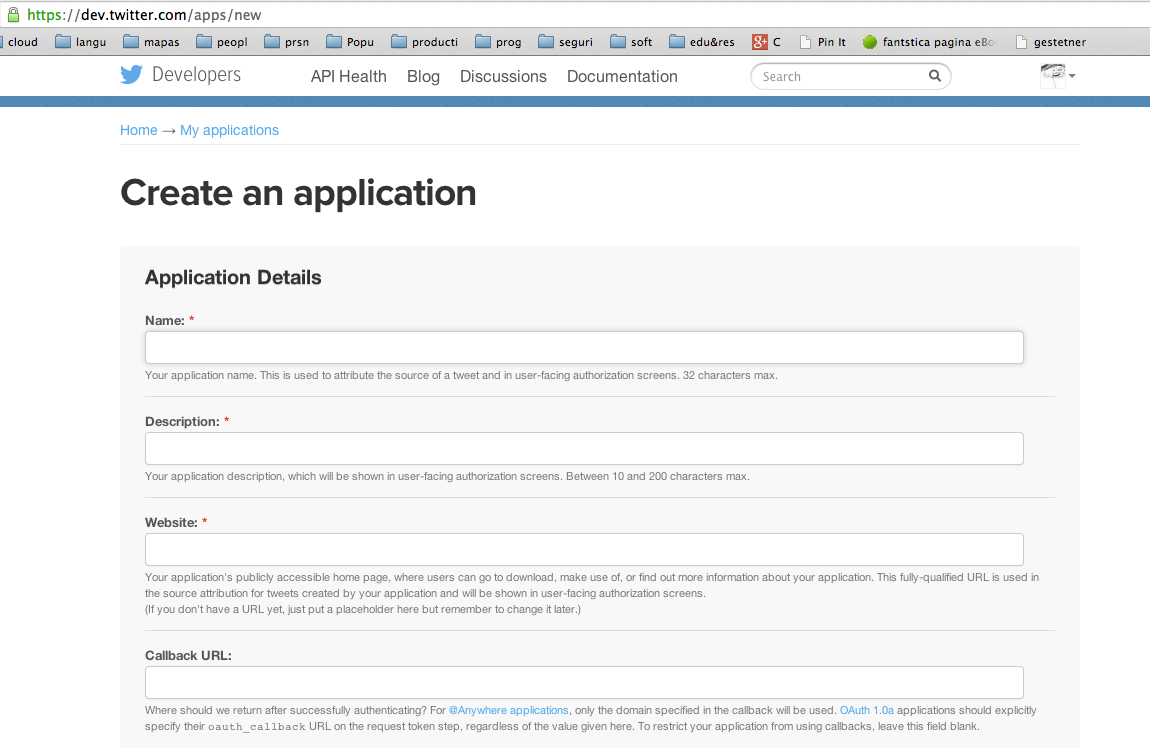 https://dev.twitter.com/apps/new
cloud langu mapas peopl prsn Popu producti prog seguri soft edu&res g+ C Pin It fantstica pagina eBo gestetner
Developers API Health Blog Discussions Documentation Search
Home → My applications
Create an application
Application Details
Name: *
Your application name. This is used to attribute the source of a tweet and in user-facing authorization screens. 32 characters max.
Description: *
Your application description, which will be shown in user-facing authorization screens. Between 10 and 200 characters max.
Website: *
Your application's publicly accessible home page, where users can go to download, make use of, or find out more information about your application. This fully-qualified URL is used in
the source attribution for tweets created by your application and will be shown in user-facing authorization screens.
(If you don't have a URL yet, just put a placeholder here but remember to change it later.)
Callback URL:
Where should we return after successfully authenticating? For @Anywhere applications, only the domain specified in the callback will be used. OAuth 1.0a applications should explicitly
specify their oauth_callback URL on the request token step, regardless of the value given here. To restrict your application from using callbacks, leave this field blank.